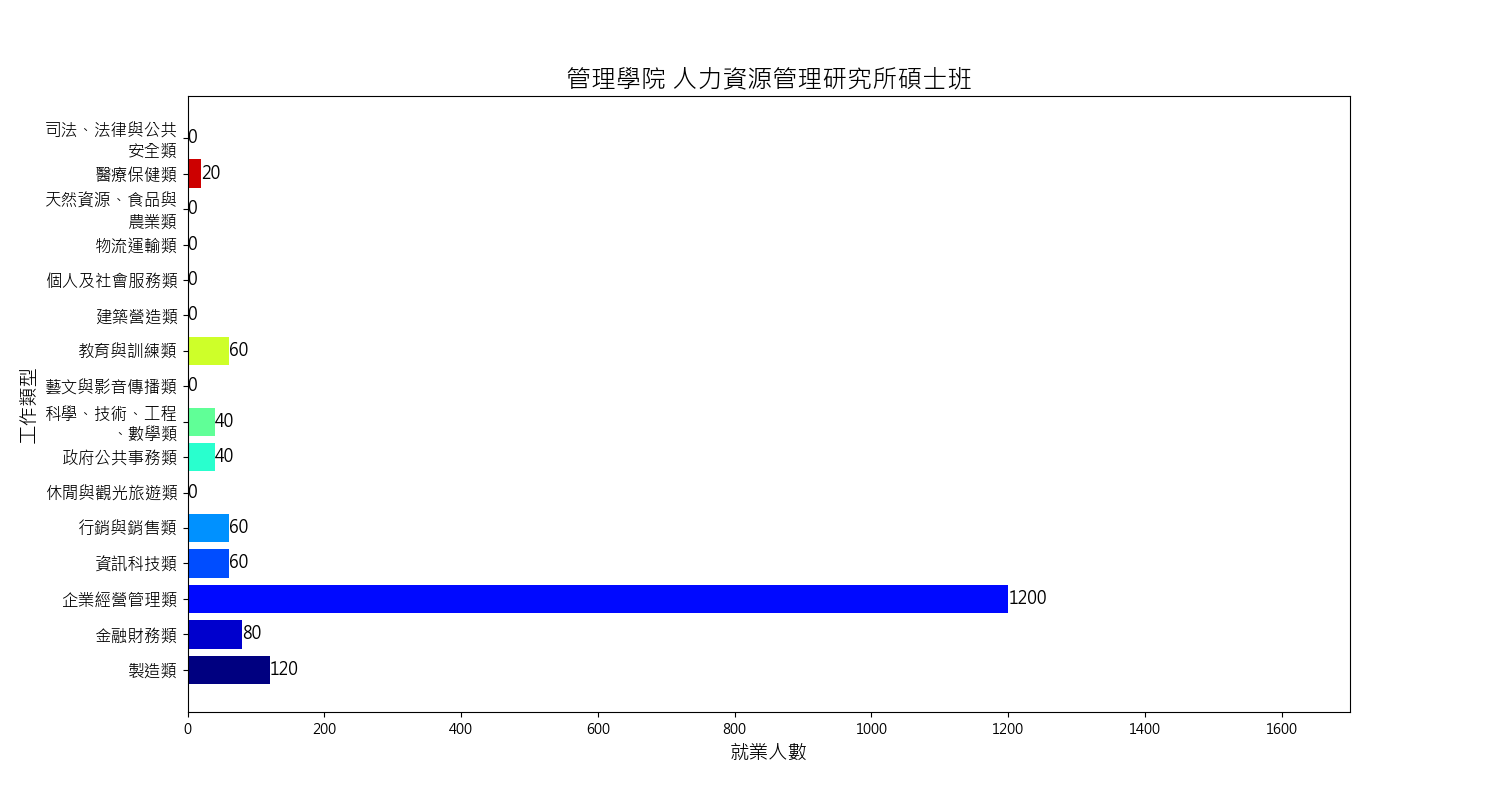 管理學院 人力資源管理研究所碩士班
工作類型
司法、法律與公共
安全類
0
醫療保健類
20
天然資源、食品與
農業類
0
物流運輸類
0
個人及社會服務類
0
建築營造類
0
教育與訓練類
60
藝文與影音傳播類
0
科學、技術、工程
、數學類
40
政府公共事務類
40
休閒與觀光旅遊類
0
行銷與銷售類
60
資訊科技類
60
企業經營管理類
1200
金融財務類
80
製造類
120
0 200 400 600 800 1000 1200 1400 1600
就業人數